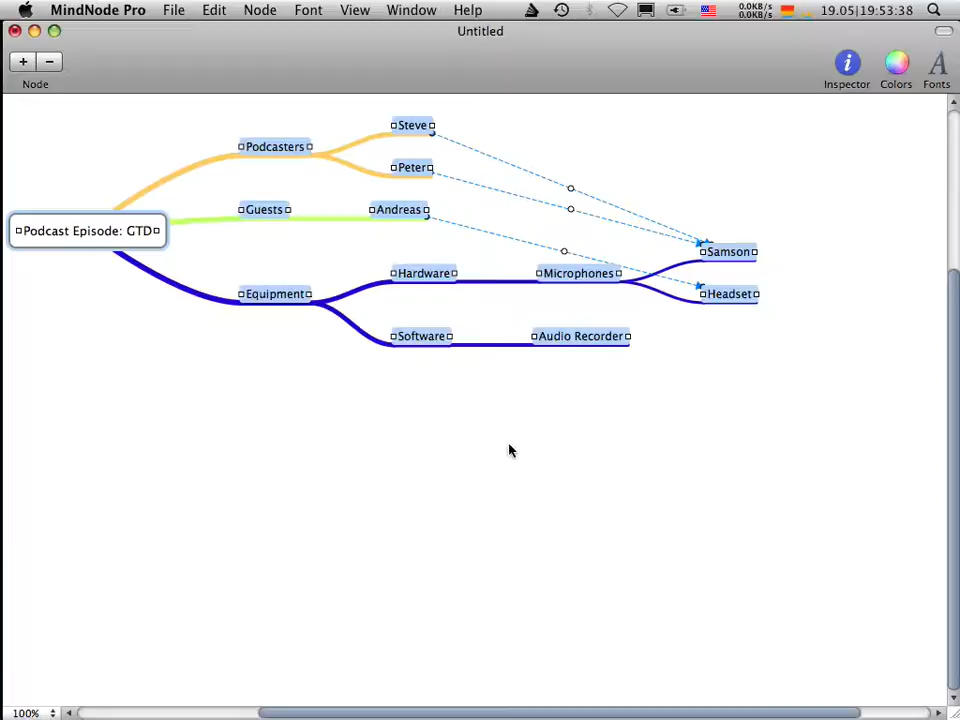 MindNode Pro File Edit Node Font View Window Help 0.0KB/s 0.0KB/s 19.05|19:53:38
Untitled
+ −
Node
Inspector Colors Fonts
Steve
Podcasters
Peter
Guests
Andreas
Podcast Episode: GTD
Samson
Hardware
Microphones
Equipment
Headset
Software
Audio Recorder
100%